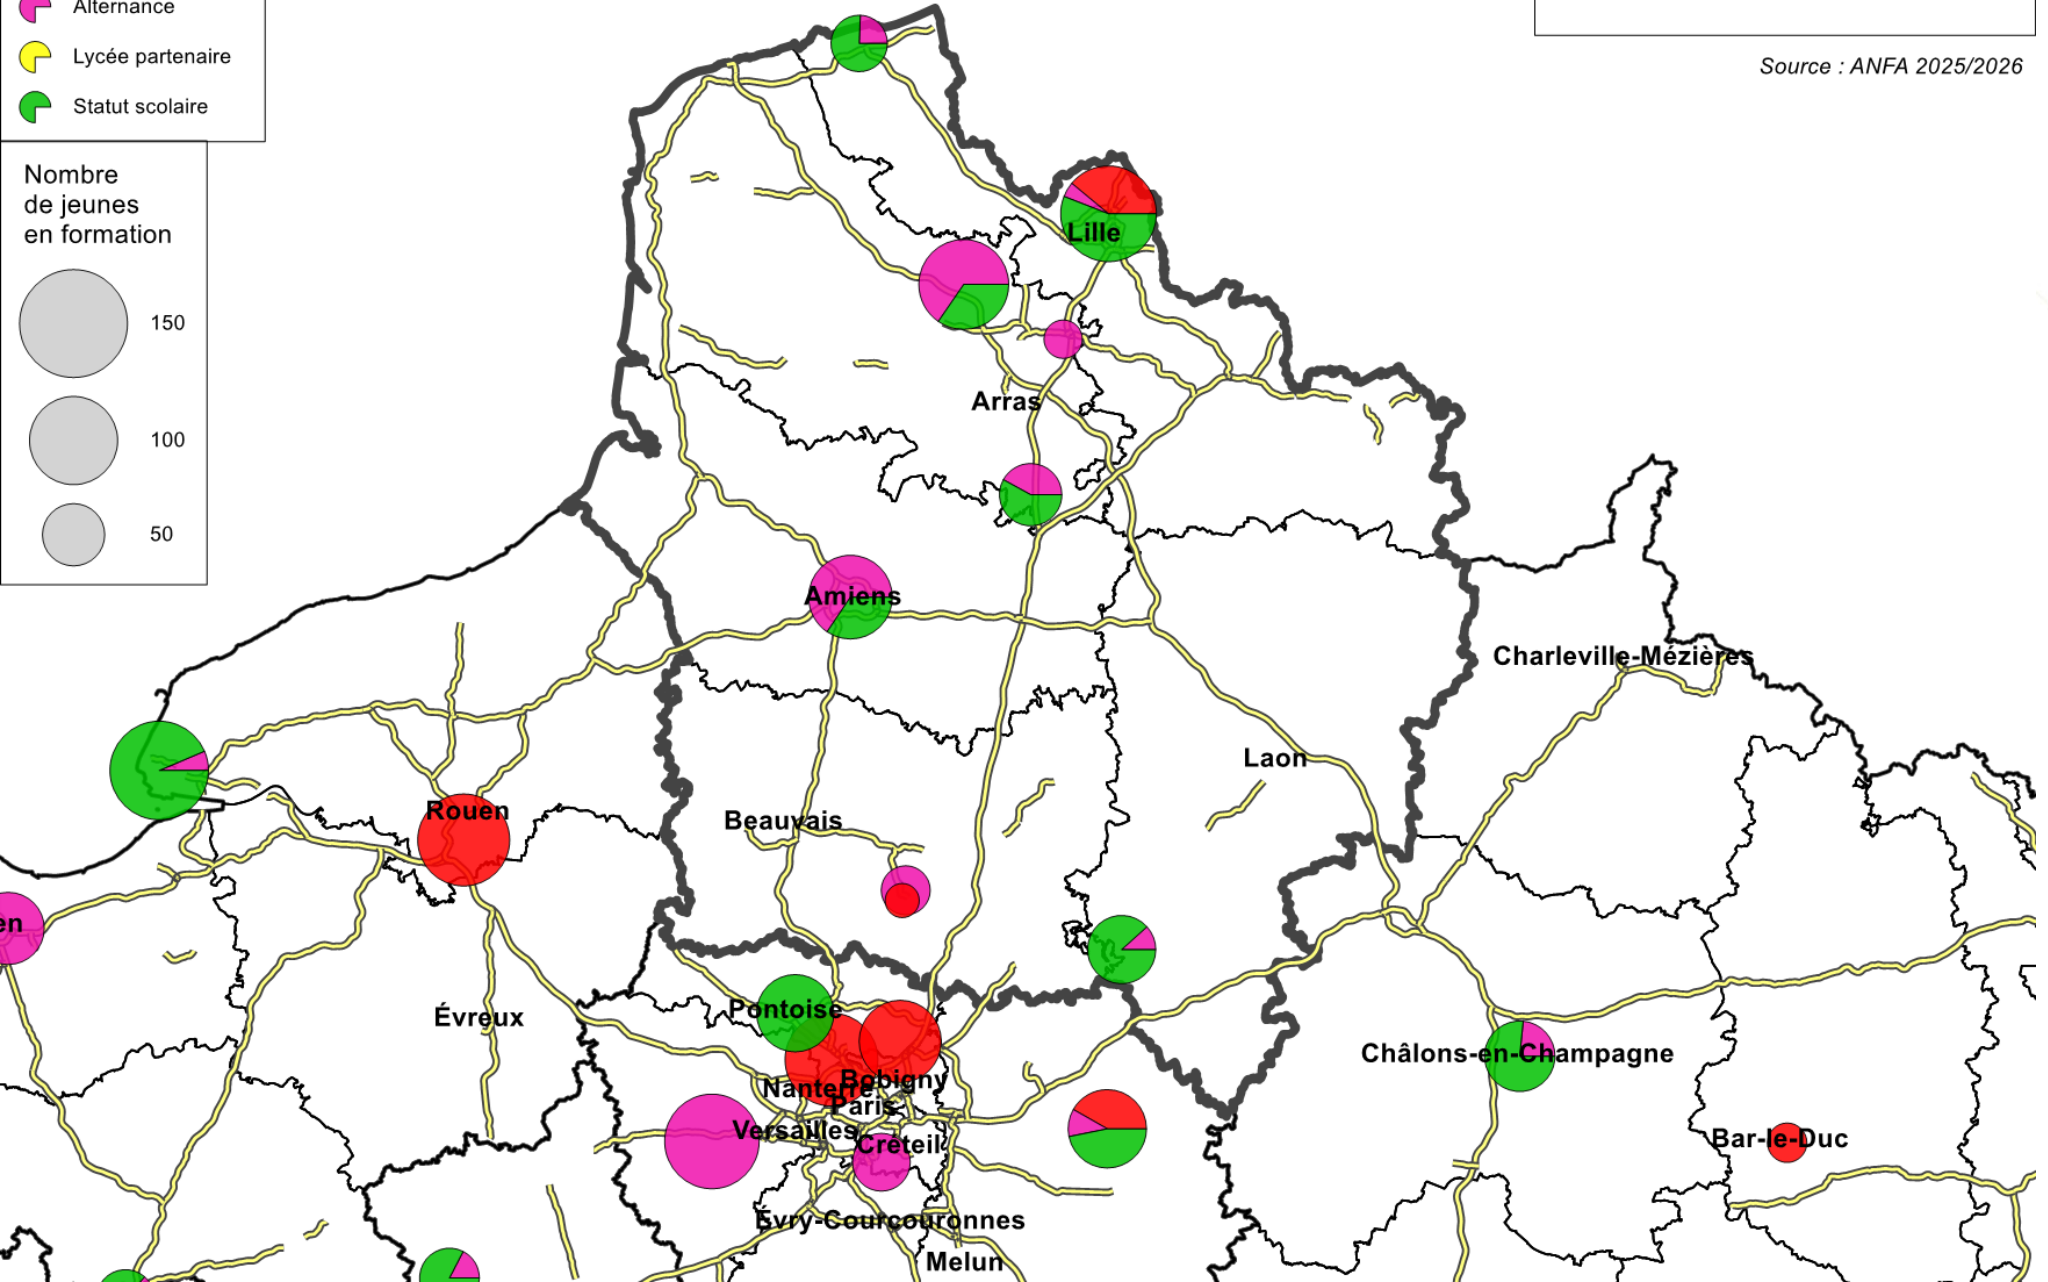 Alternance
Lycée partenaire
Statut scolaire
Source : ANFA 2025/2026
Nombre
de jeunes
en formation
150
100
50
Lille
Arras
Amiens
Charleville-Mézières
Laon
Rouen
Beauvais
en
Pontoise
Évreux
Châlons-en-Champagne
Bobigny
Nanterre
Paris
Versailles
Créteil
Bar-le-Duc
Évry-Courcouronnes
Melun